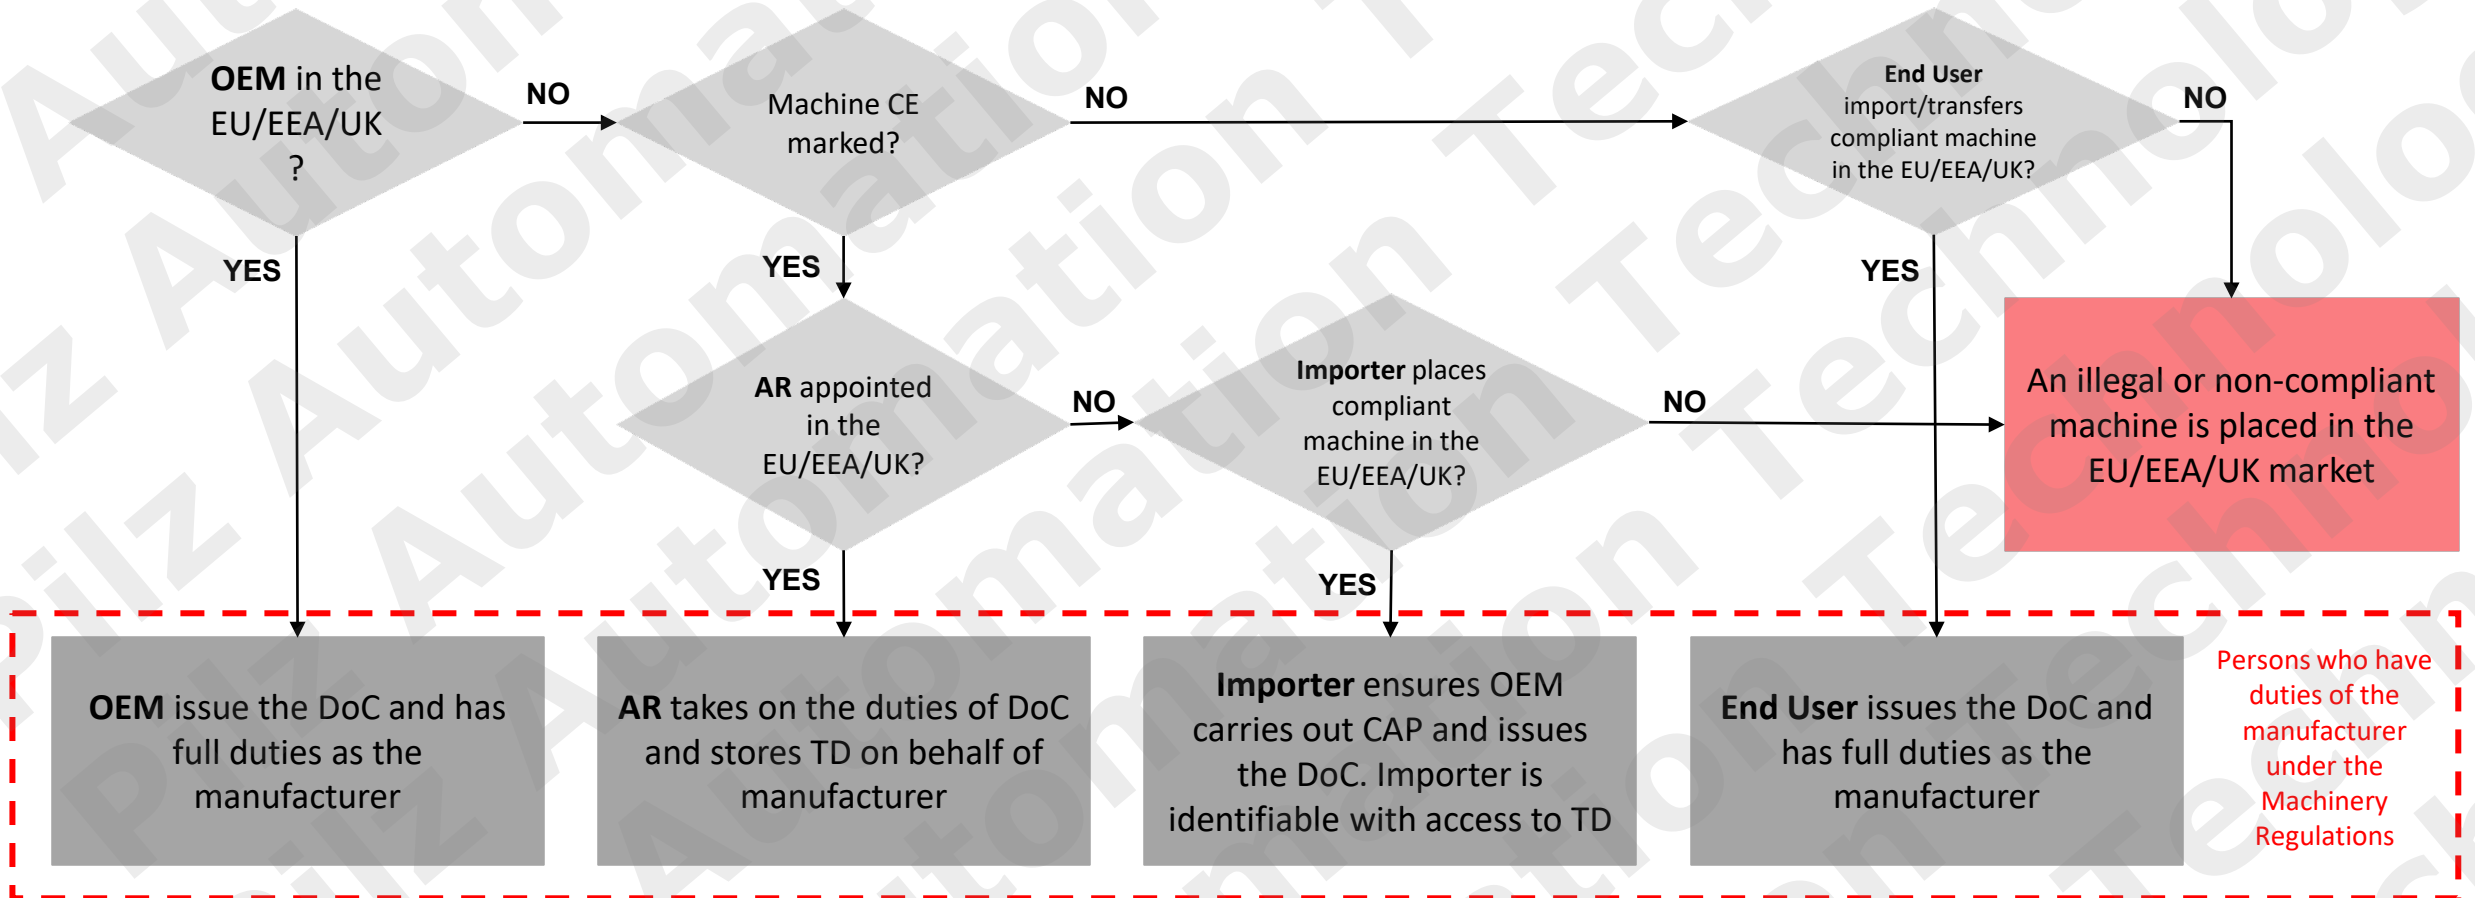 OEM in the
EU/EEA/UK
?
NO
Machine CE
marked?
NO
End User
import/transfers
compliant machine
in the EU/EEA/UK?
NO
YES
YES
YES
AR appointed
in the
EU/EEA/UK?
NO
Importer places
compliant
machine in the
EU/EEA/UK?
NO
An illegal or non-compliant
machine is placed in the
EU/EEA/UK market
YES
YES
OEM issue the DoC and has
full duties as the
manufacturer
AR takes on the duties of DoC
and stores TD on behalf of
manufacturer
Importer ensures OEM
carries out CAP and issues
the DoC. Importer is
identifiable with access to TD
End User issues the DoC and
has full duties as the
manufacturer
Persons who have
duties of the
manufacturer
under the
Machinery
Regulations
Pilz Automation Technology